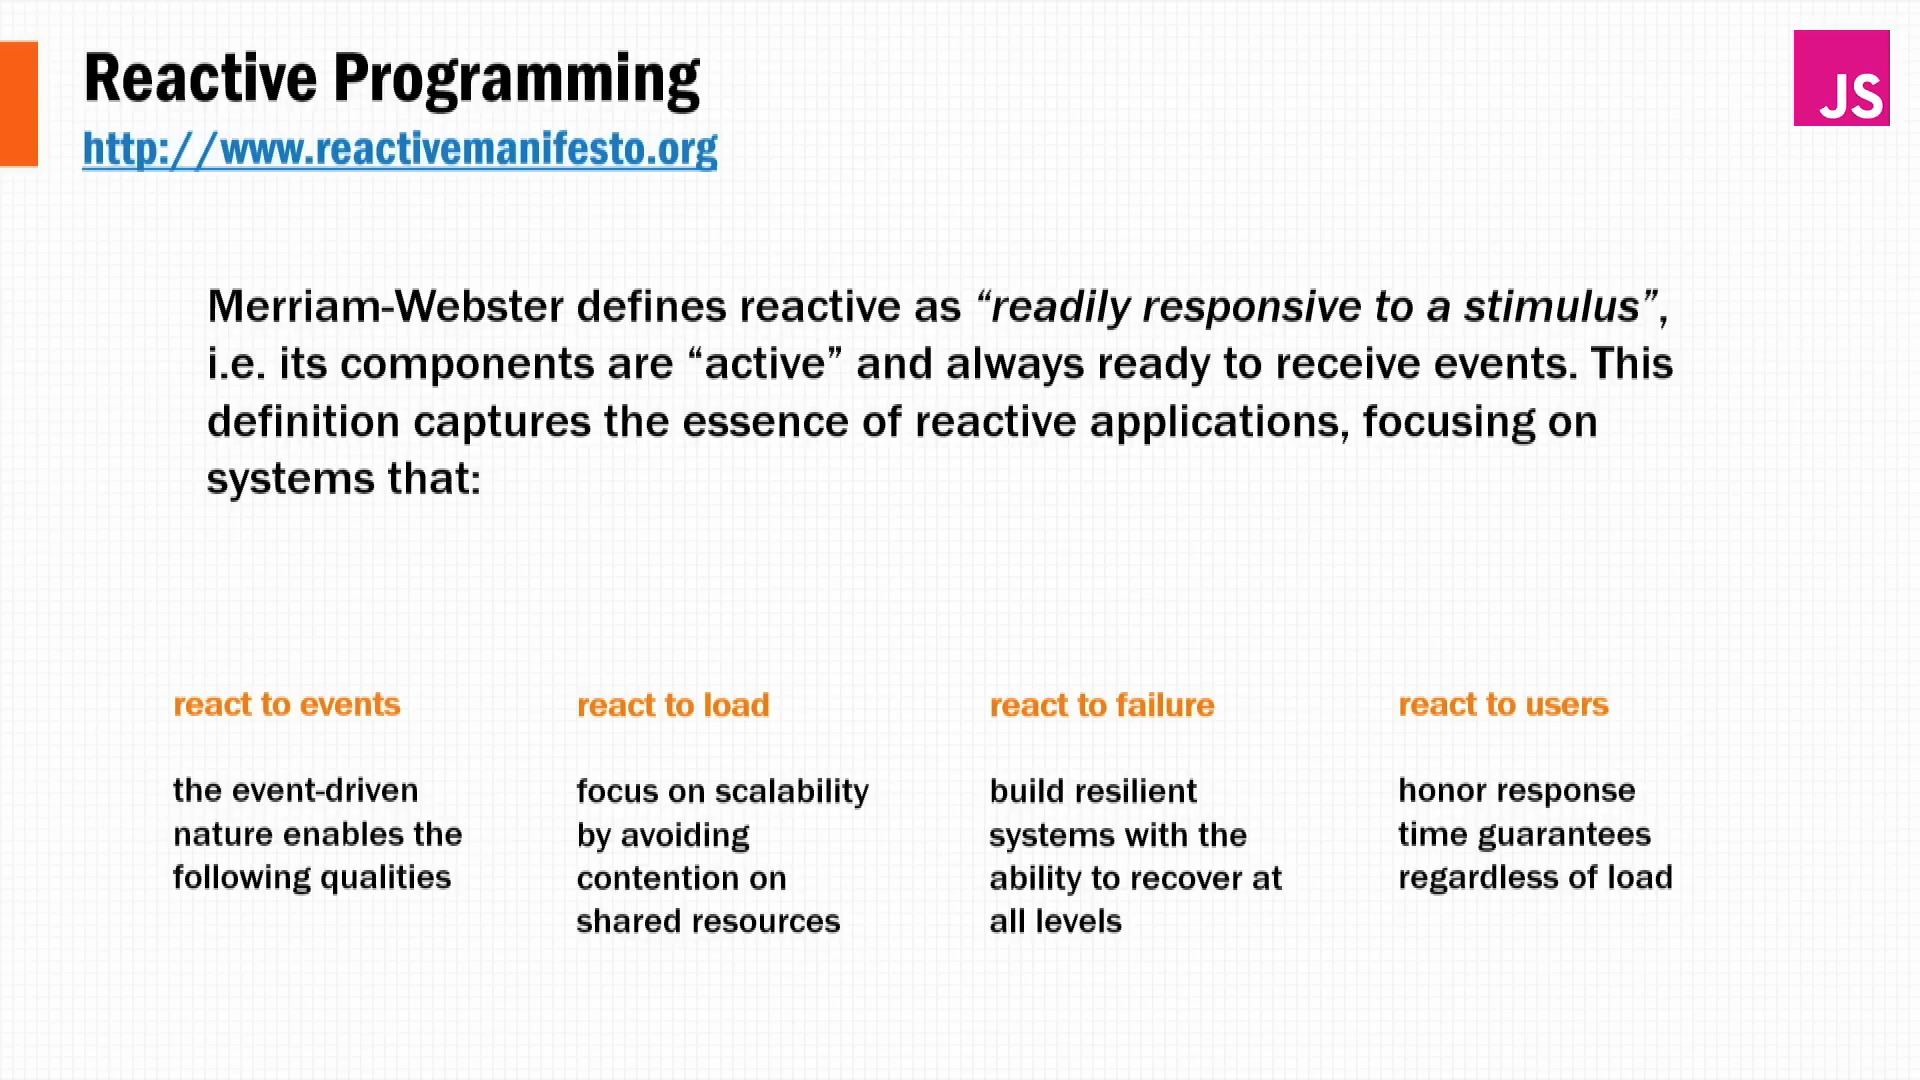 Reactive Programming
http://www.reactivemanifesto.org
JS
Merriam-Webster defines reactive as “readily responsive to a stimulus”,
i.e. its components are “active” and always ready to receive events. This
definition captures the essence of reactive applications, focusing on
systems that:
react to events
the event-driven
nature enables the
following qualities
react to load
focus on scalability
by avoiding
contention on
shared resources
react to failure
build resilient
systems with the
ability to recover at
all levels
react to users
honor response
time guarantees
regardless of load